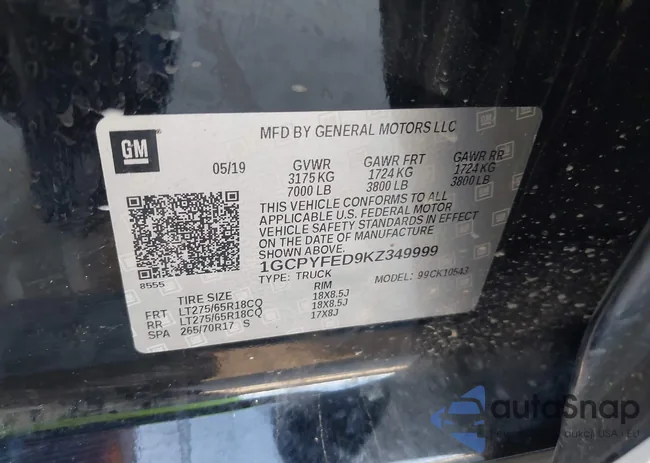 GM
MFD BY GENERAL MOTORS LLC
05/19 GVWR GAWR FRT GAWR RR
3175 KG 1724 KG 1724 KG
7000 LB 3800 LB 3800 LB
THIS VEHICLE CONFORMS TO ALL
APPLICABLE U.S. FEDERAL MOTOR
VEHICLE SAFETY STANDARDS IN EFFECT
ON THE DATE OF MANUFACTURE
SHOWN ABOVE.
1GCPYFED9KZ349999
8555
TYPE: TRUCK MODEL: 99CK10543
TIRE SIZE RIM
FRT LT275/65R18CQ 18X8.5J
RR LT275/65R18CQ 18X8.5J
SPA 265/70R17 S 17X8J
autoSnap